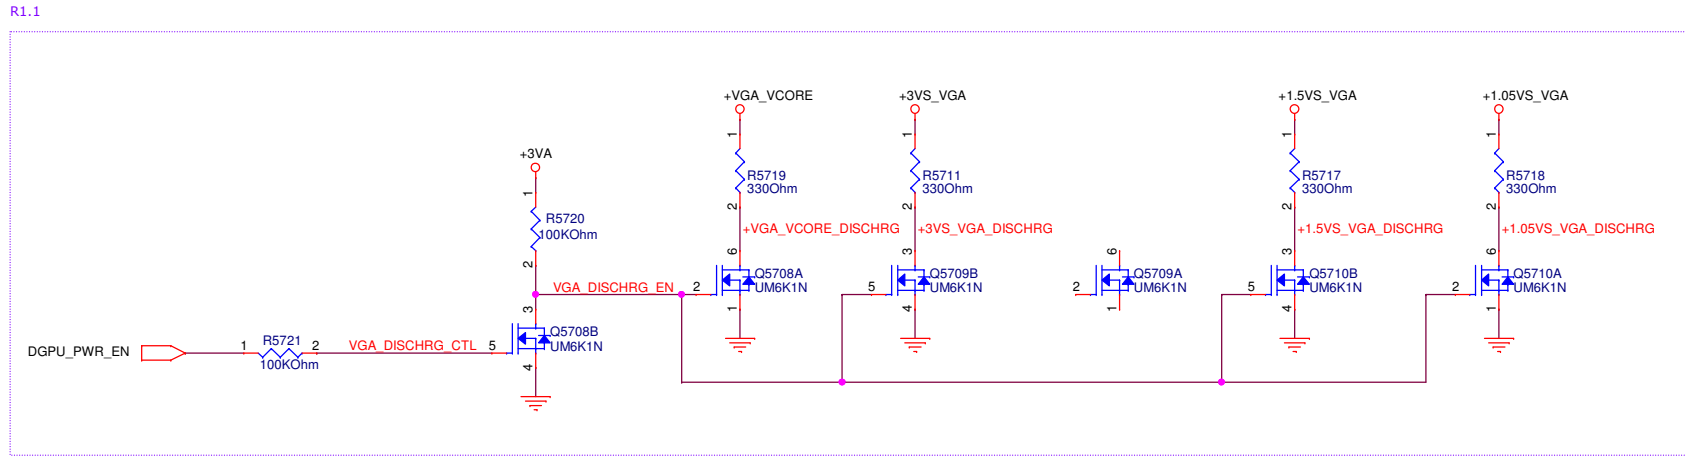 R1.1
+VGA_VCORE
+3VS_VGA
+1.5VS_VGA
+1.05VS_VGA
1
1
1
1
+3VA
R5719
330Ohm
R5711
330Ohm
R5717
330Ohm
R5718
330Ohm
1
2
2
2
2
R5720
100KOhm
+VGA_VCORE_DISCHRG
+3VS_VGA_DISCHRG
+1.5VS_VGA_DISCHRG
+1.05VS_VGA_DISCHRG
2
6
3
6
3
6
Q5708A
UM6K1N
Q5709B
UM6K1N
Q5709A
UM6K1N
Q5710B
UM6K1N
Q5710A
UM6K1N
VGA_DISCHRG_EN
2
5
2
5
2
3
1
4
1
4
1
Q5708B
UM6K1N
DGPU_PWR_EN
1
R5721
100KOhm
2
VGA_DISCHRG_CTL
5
4